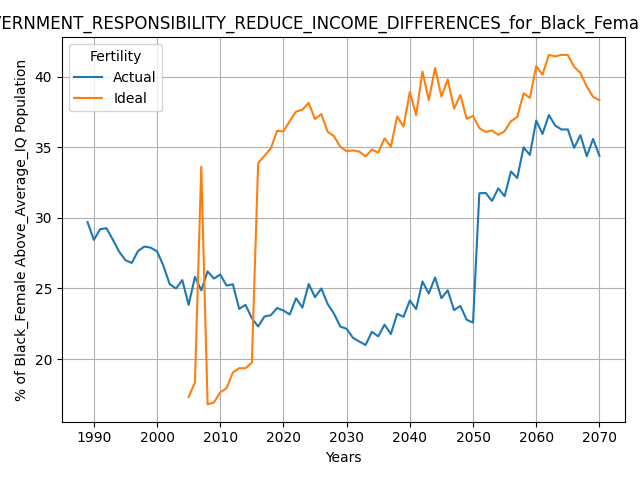 VERNMENT_RESPONSIBILITY_REDUCE_INCOME_DIFFERENCES_for_Black_Fema
Fertility
Actual
Ideal
% of Black_Female Above_Average_IQ Population
40
35
30
25
20
1990 2000 2010 2020 2030 2040 2050 2060 2070
Years